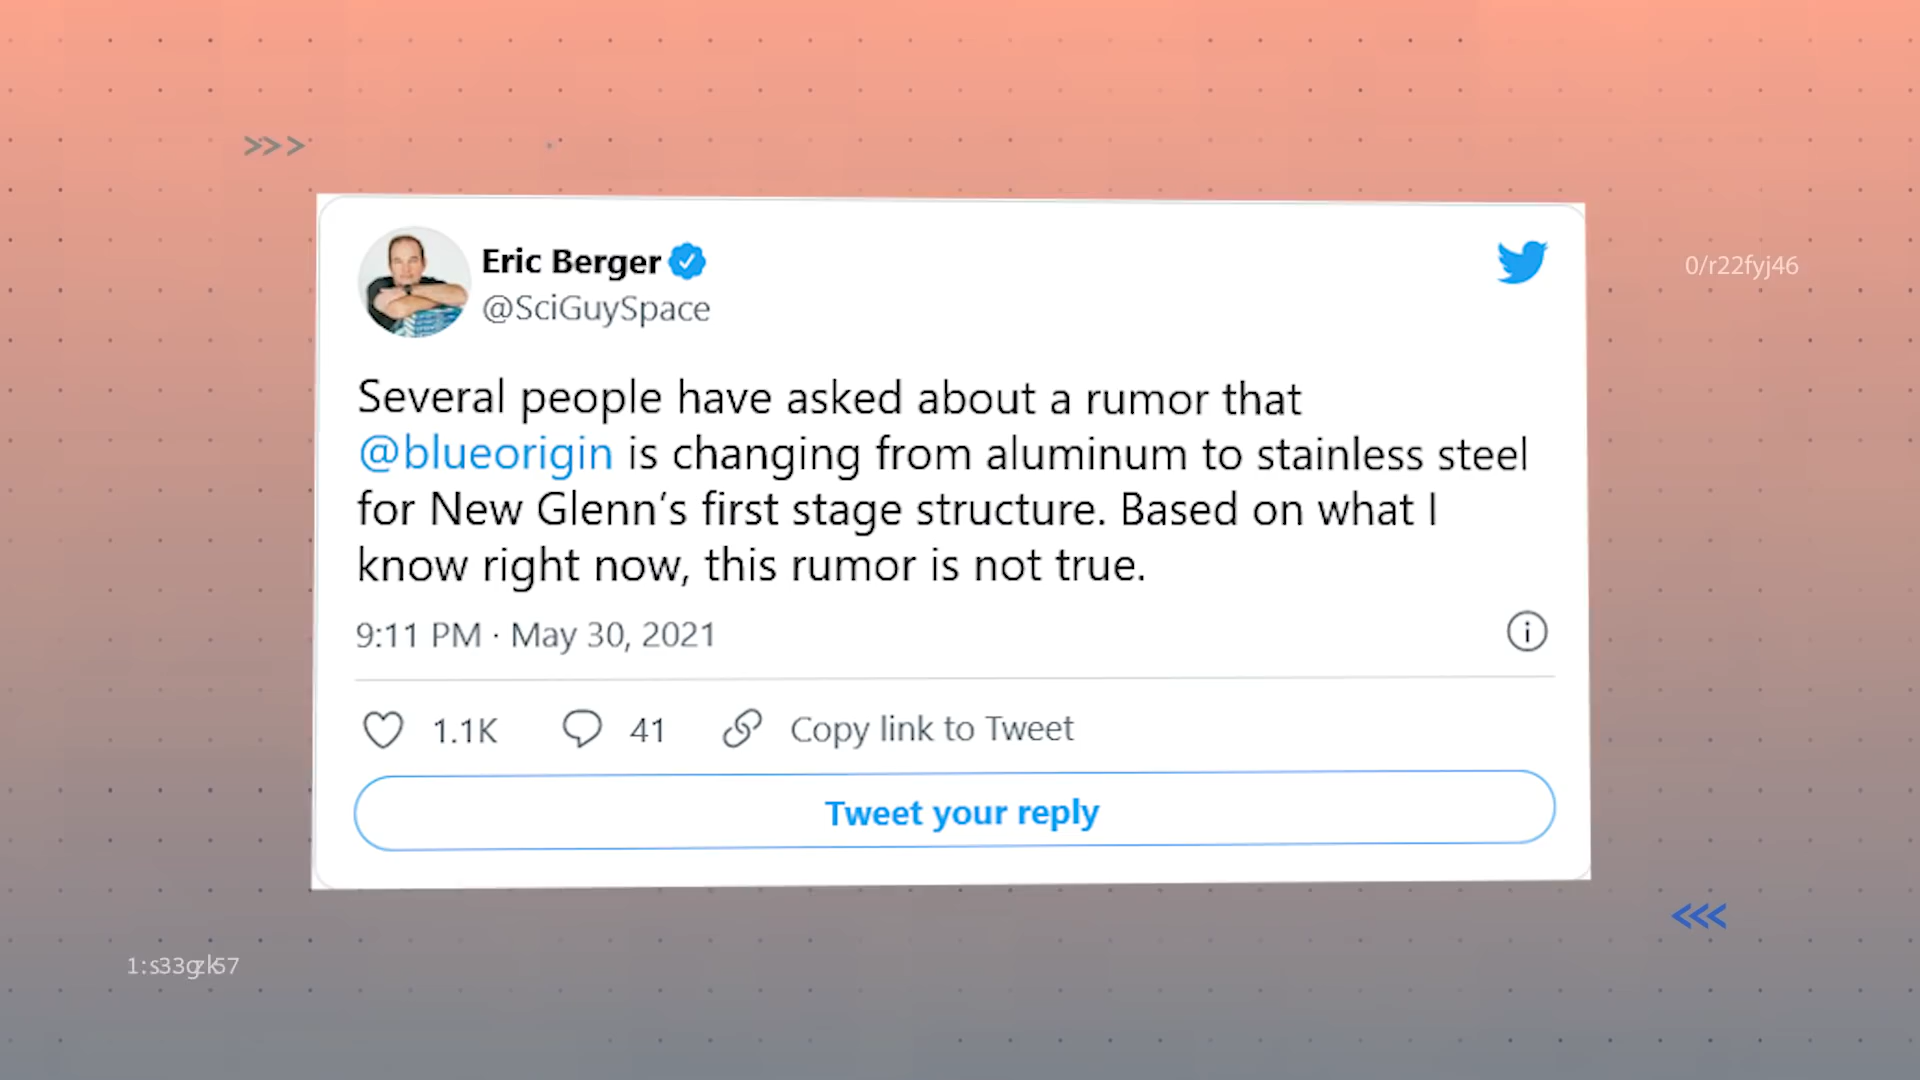 >>>
Eric Berger
@SciGuySpace
0/r22fyj46
Several people have asked about a rumor that
@blueorigin is changing from aluminum to stainless steel
for New Glenn’s first stage structure. Based on what I
know right now, this rumor is not true.
9:11 PM · May 30, 2021
1.1K 41 Copy link to Tweet
Tweet your reply
<<<